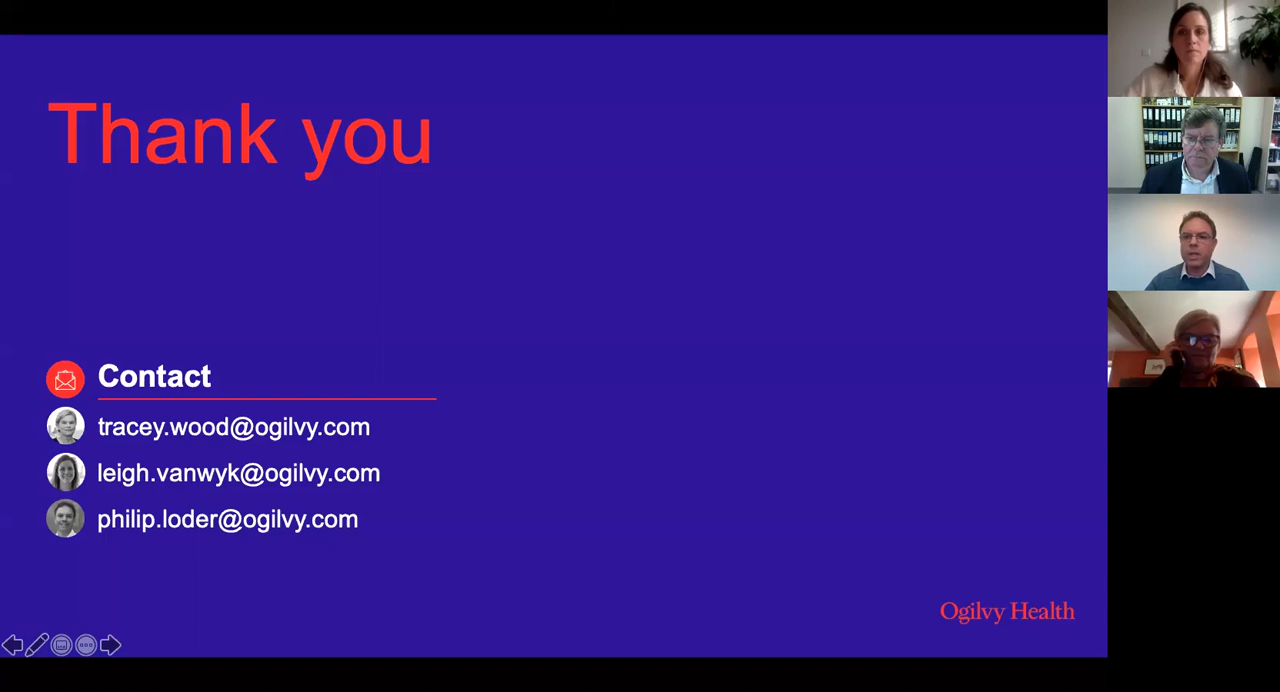 Thank you
Contact
tracey.wood@ogilvy.com
leigh.vanwyk@ogilvy.com
philip.loder@ogilvy.com
Ogilvy Health